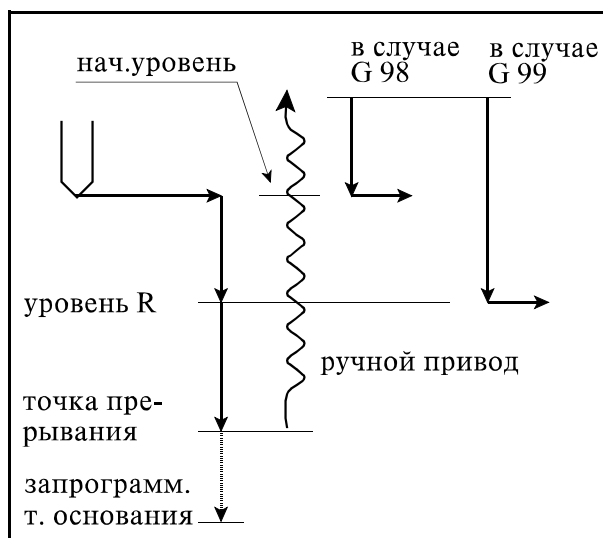 в случае
G 98
в случае
G 99
нач.уровень
уровень R
ручной привод
точка пре-
рывания
запрограмм.
т. основания